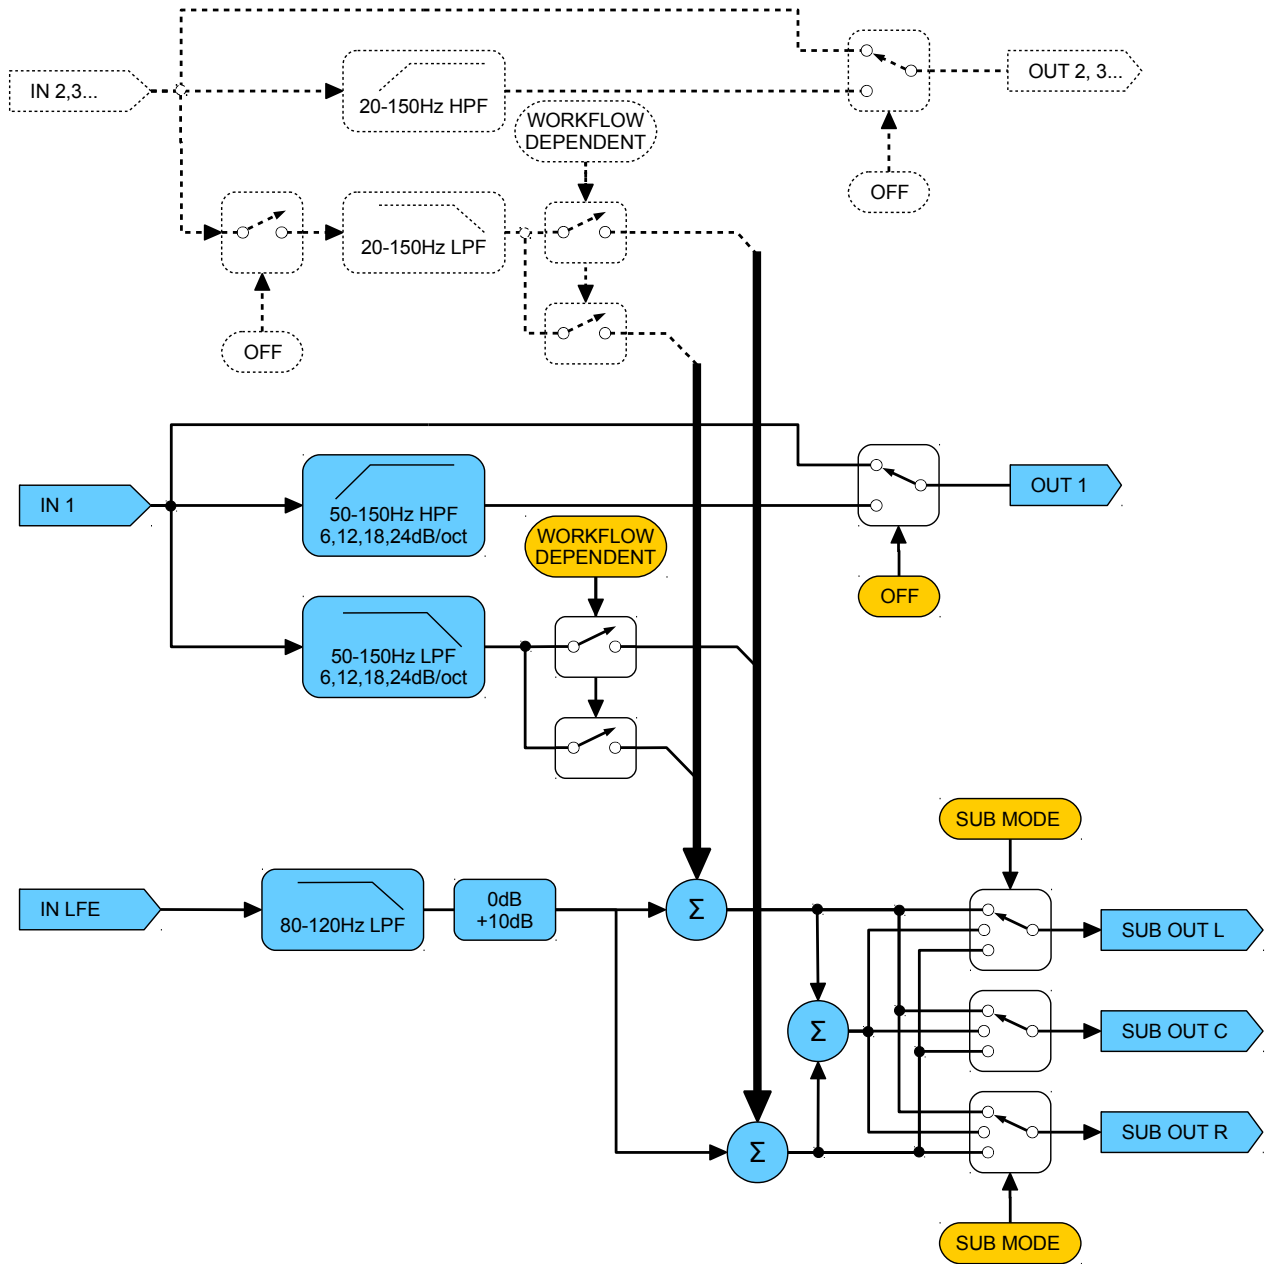 IN 2,3...
20-150Hz HPF
OUT 2, 3...
WORKFLOW
DEPENDENT
OFF
20-150Hz LPF
OFF
IN 1
50-150Hz HPF
6,12,18,24dB/oct
OUT 1
WORKFLOW
DEPENDENT
OFF
50-150Hz LPF
6,12,18,24dB/oct
SUB MODE
IN LFE
80-120Hz LPF
0dB
+10dB
Σ
SUB OUT L
Σ
SUB OUT C
Σ
SUB OUT R
SUB MODE